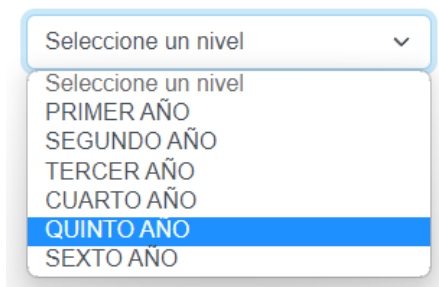 Seleccione un nivel
Seleccione un nivel
PRIMER AÑO
SEGUNDO AÑO
TERCER AÑO
CUARTO AÑO
QUINTO AÑO
SEXTO AÑO